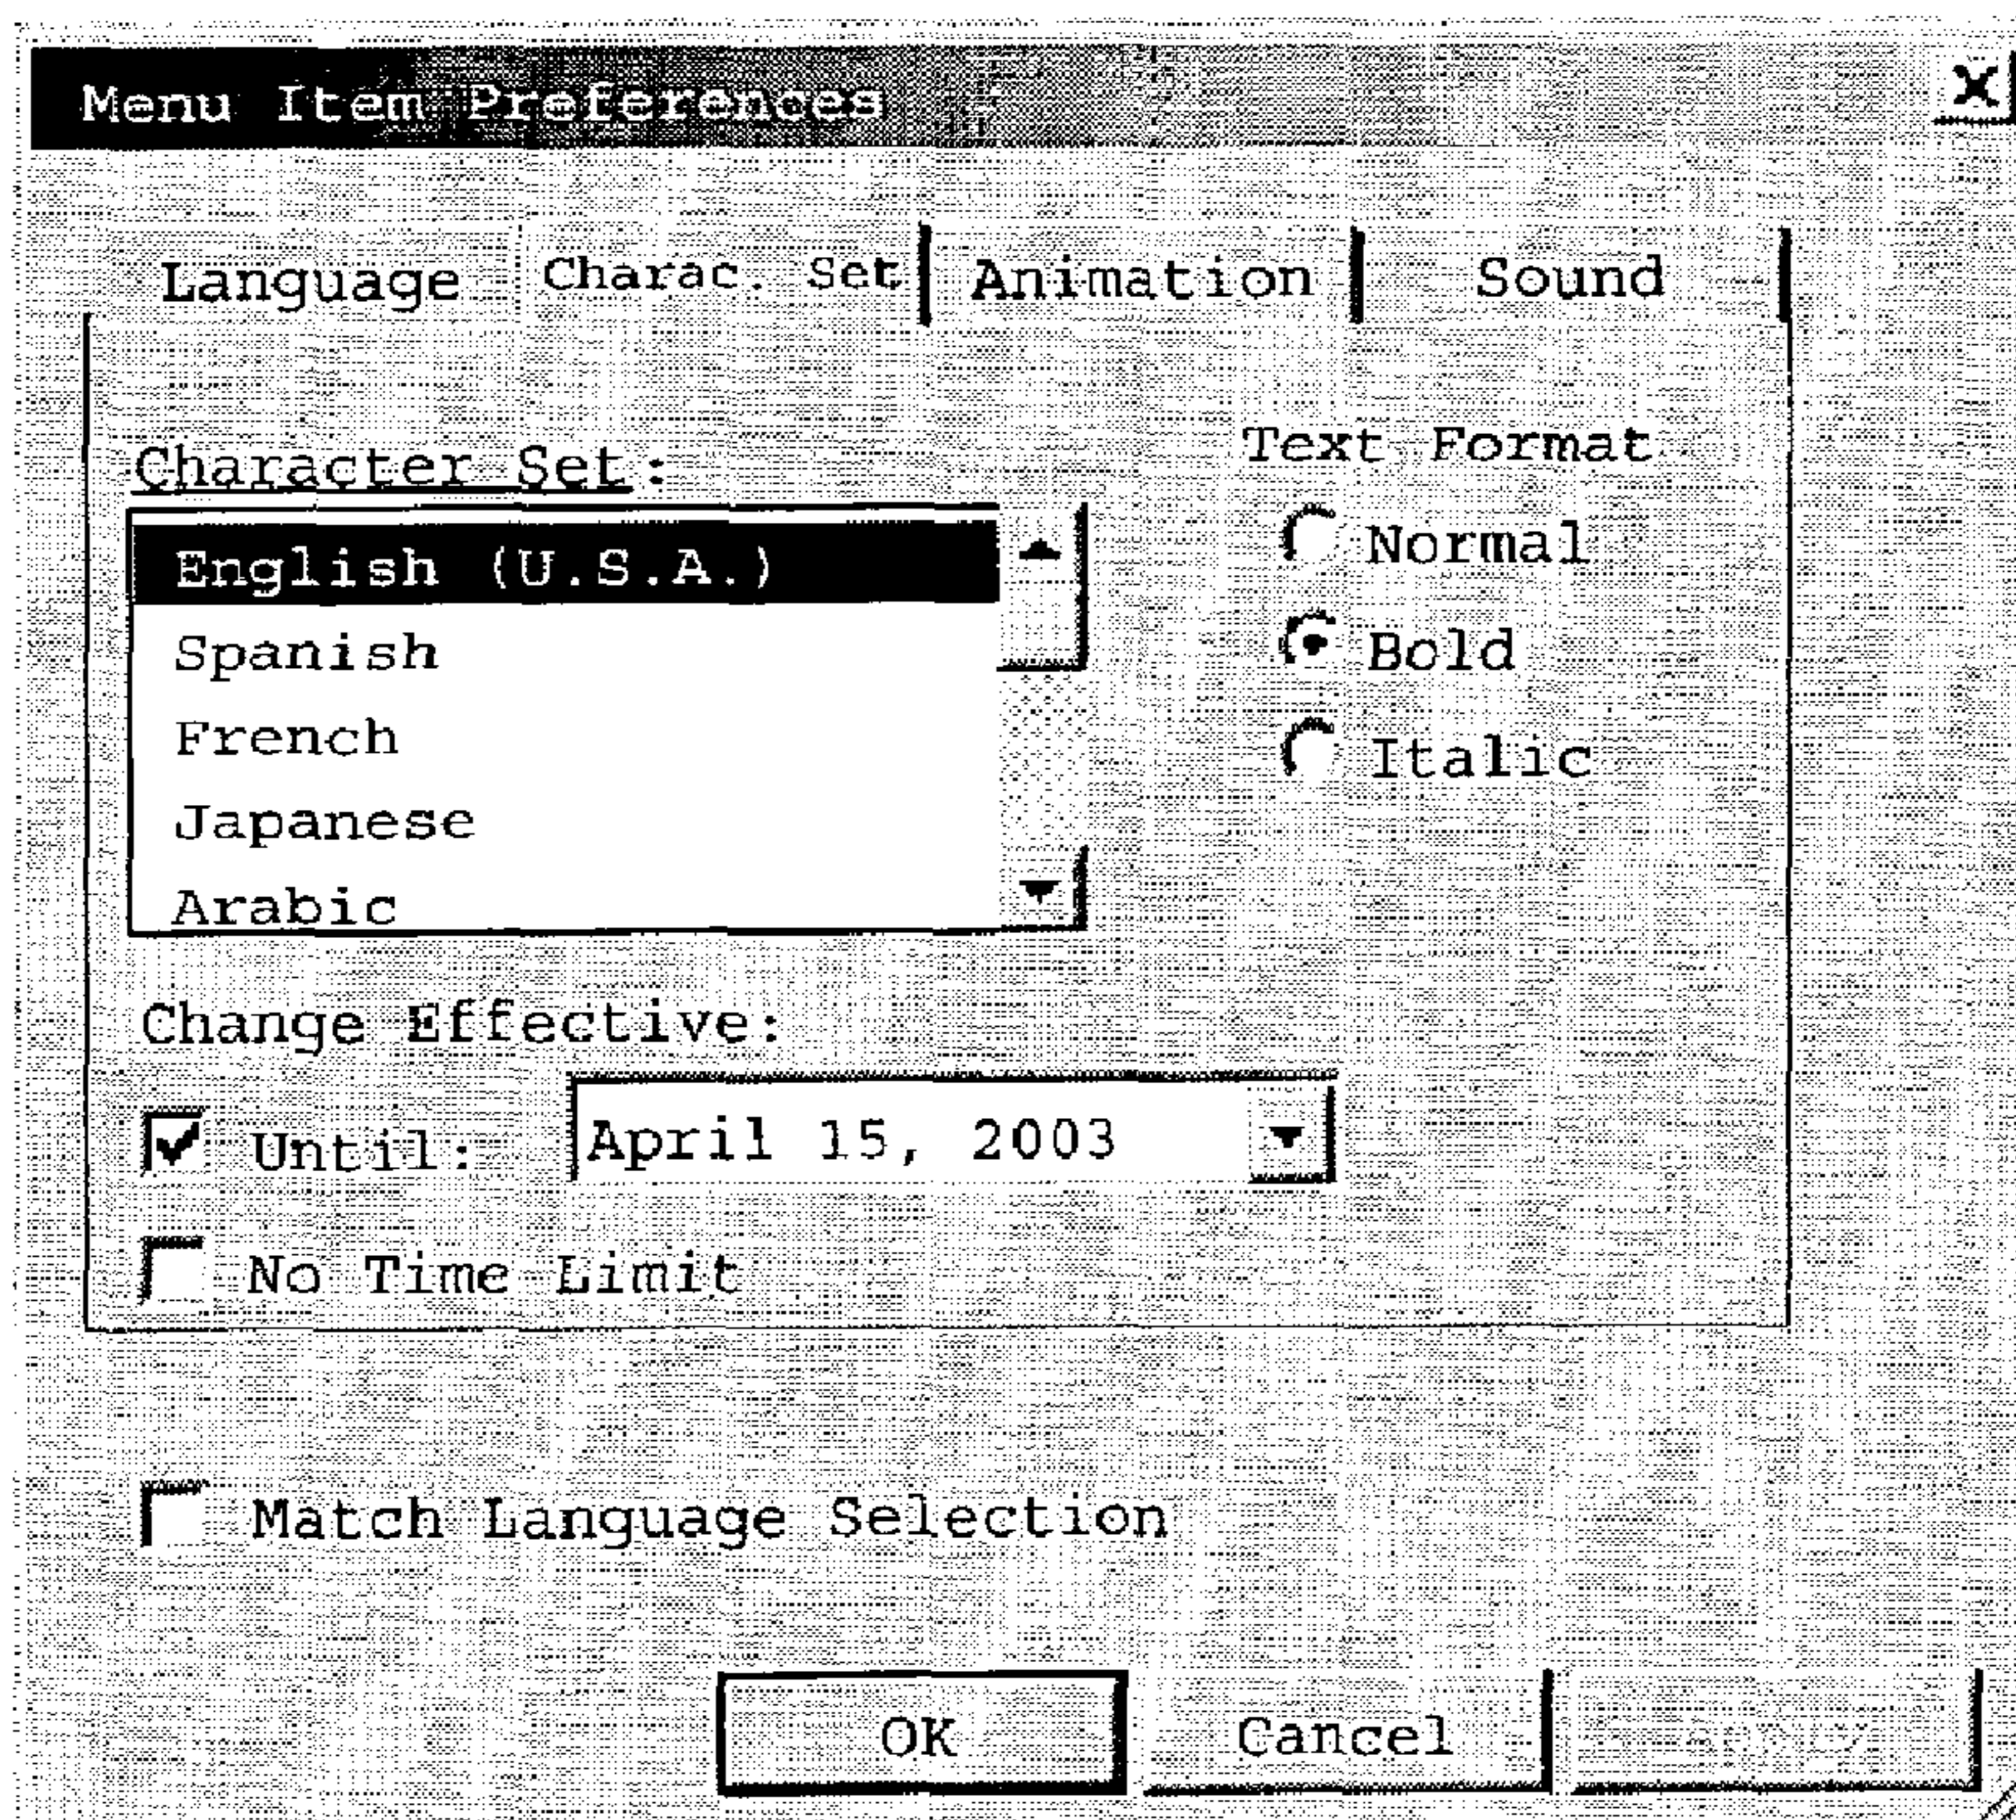 Menu Item Preferences
Language Charac. Set Animation Sound
Character Set:
English (U.S.A.)
Spanish
French
Japanese
Arabic
Text Format
Normal
Bold
Italic
Change Effective:
Until: April 15, 2003
No Time Limit
Match Language Selection
OK Cancel